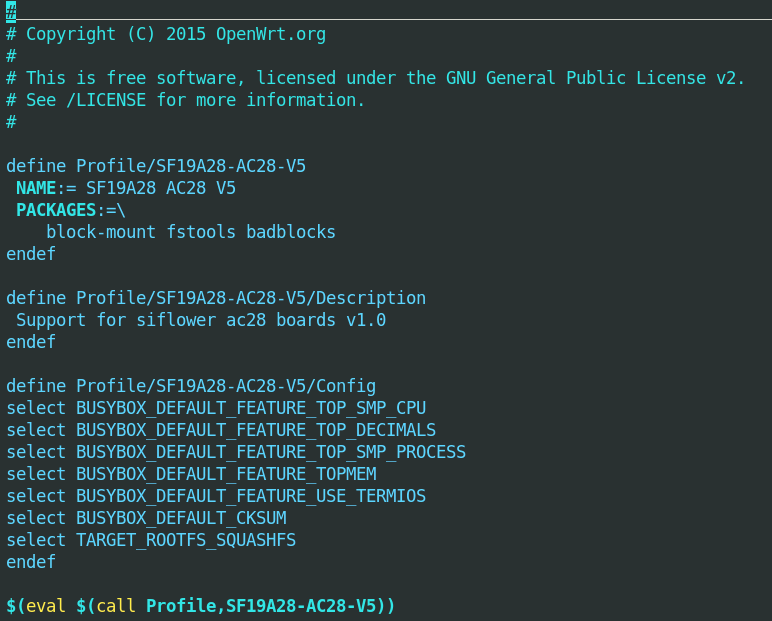 #
# Copyright (C) 2015 OpenWrt.org
#
# This is free software, licensed under the GNU General Public License v2.
# See /LICENSE for more information.
#

define Profile/SF19A28-AC28-V5
 NAME:= SF19A28 AC28 V5
 PACKAGES:=\
    block-mount fstools badblocks
endef

define Profile/SF19A28-AC28-V5/Description
 Support for siflower ac28 boards v1.0
endef

define Profile/SF19A28-AC28-V5/Config
select BUSYBOX_DEFAULT_FEATURE_TOP_SMP_CPU
select BUSYBOX_DEFAULT_FEATURE_TOP_DECIMALS
select BUSYBOX_DEFAULT_FEATURE_TOP_SMP_PROCESS
select BUSYBOX_DEFAULT_FEATURE_TOPMEM
select BUSYBOX_DEFAULT_FEATURE_USE_TERMIOS
select BUSYBOX_DEFAULT_CKSUM
select TARGET_ROOTFS_SQUASHFS
endef

$(eval $(call Profile,SF19A28-AC28-V5))